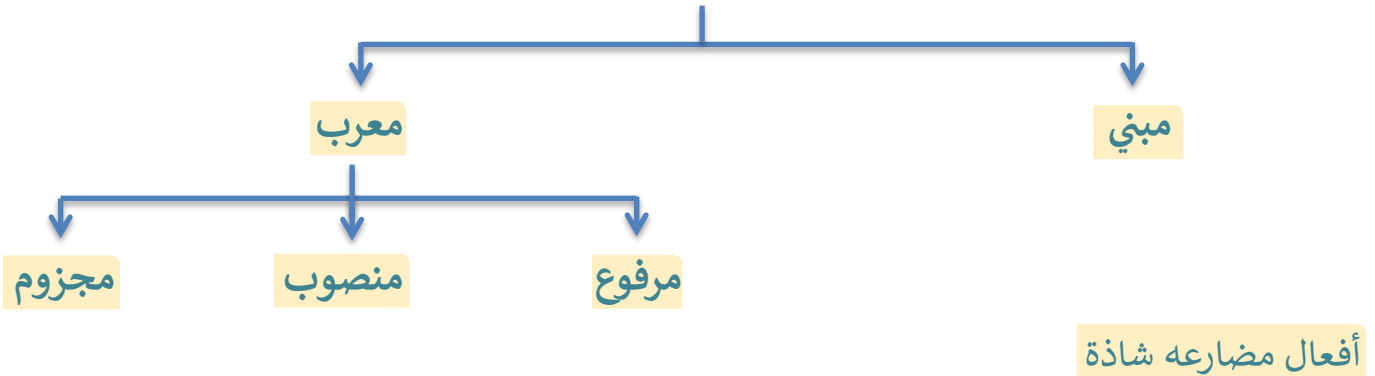 مبني
معرب
مرفوع
منصوب
مجزوم
أفعال مضارعه شاذة